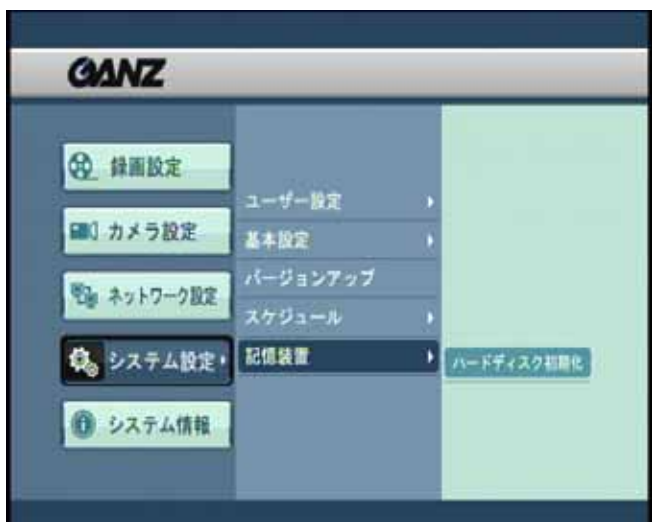 GANZ
録画設定
カメラ設定
ネットワーク設定
システム設定
システム情報
ユーザー設定
基本設定
バージョンアップ
スケジュール
記憶装置
ハードディスク初期化